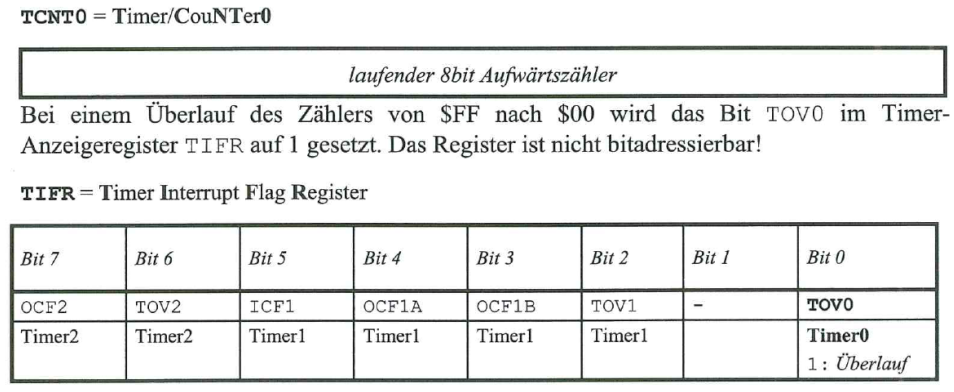 TCNT0 = Timer/CouNTer0
laufender 8bit Aufwärtszähler
Bei einem Überlauf des Zählers von $FF nach $00 wird das Bit TOV0 im Timer-
Anzeigeregister TIFR auf 1 gesetzt. Das Register ist nicht bitadressierbar!
TIFR = Timer Interrupt Flag Register
Bit 7 Bit 6 Bit 5 Bit 4 Bit 3 Bit 2 Bit 1 Bit 0
OCF2 TOV2 ICF1 OCF1A OCF1B TOV1 – TOV0
Timer2 Timer2 Timer1 Timer1 Timer1 Timer1 Timer0
1: Überlauf